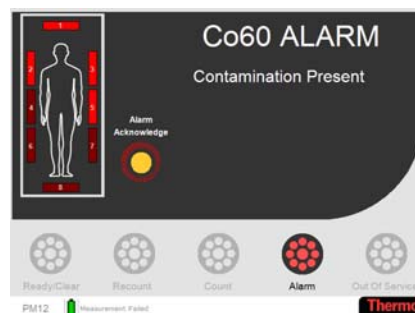 1
Co60 ALARM
Contamination Present
2
3
4
5
Alarm
Acknowledge
6
7
8
Ready/Clear
Recount
Count
Alarm
Out Of Service
PM12
Measurement Failed
Thermo